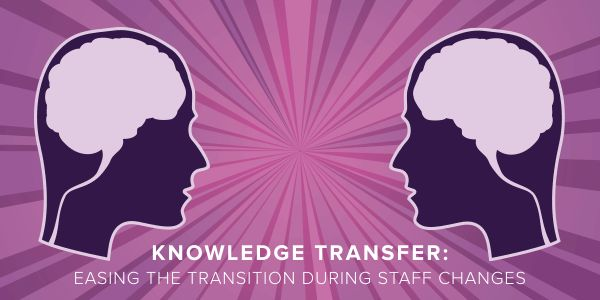 KNOWLEDGE TRANSFER:
EASING THE TRANSITION DURING STAFF CHANGES